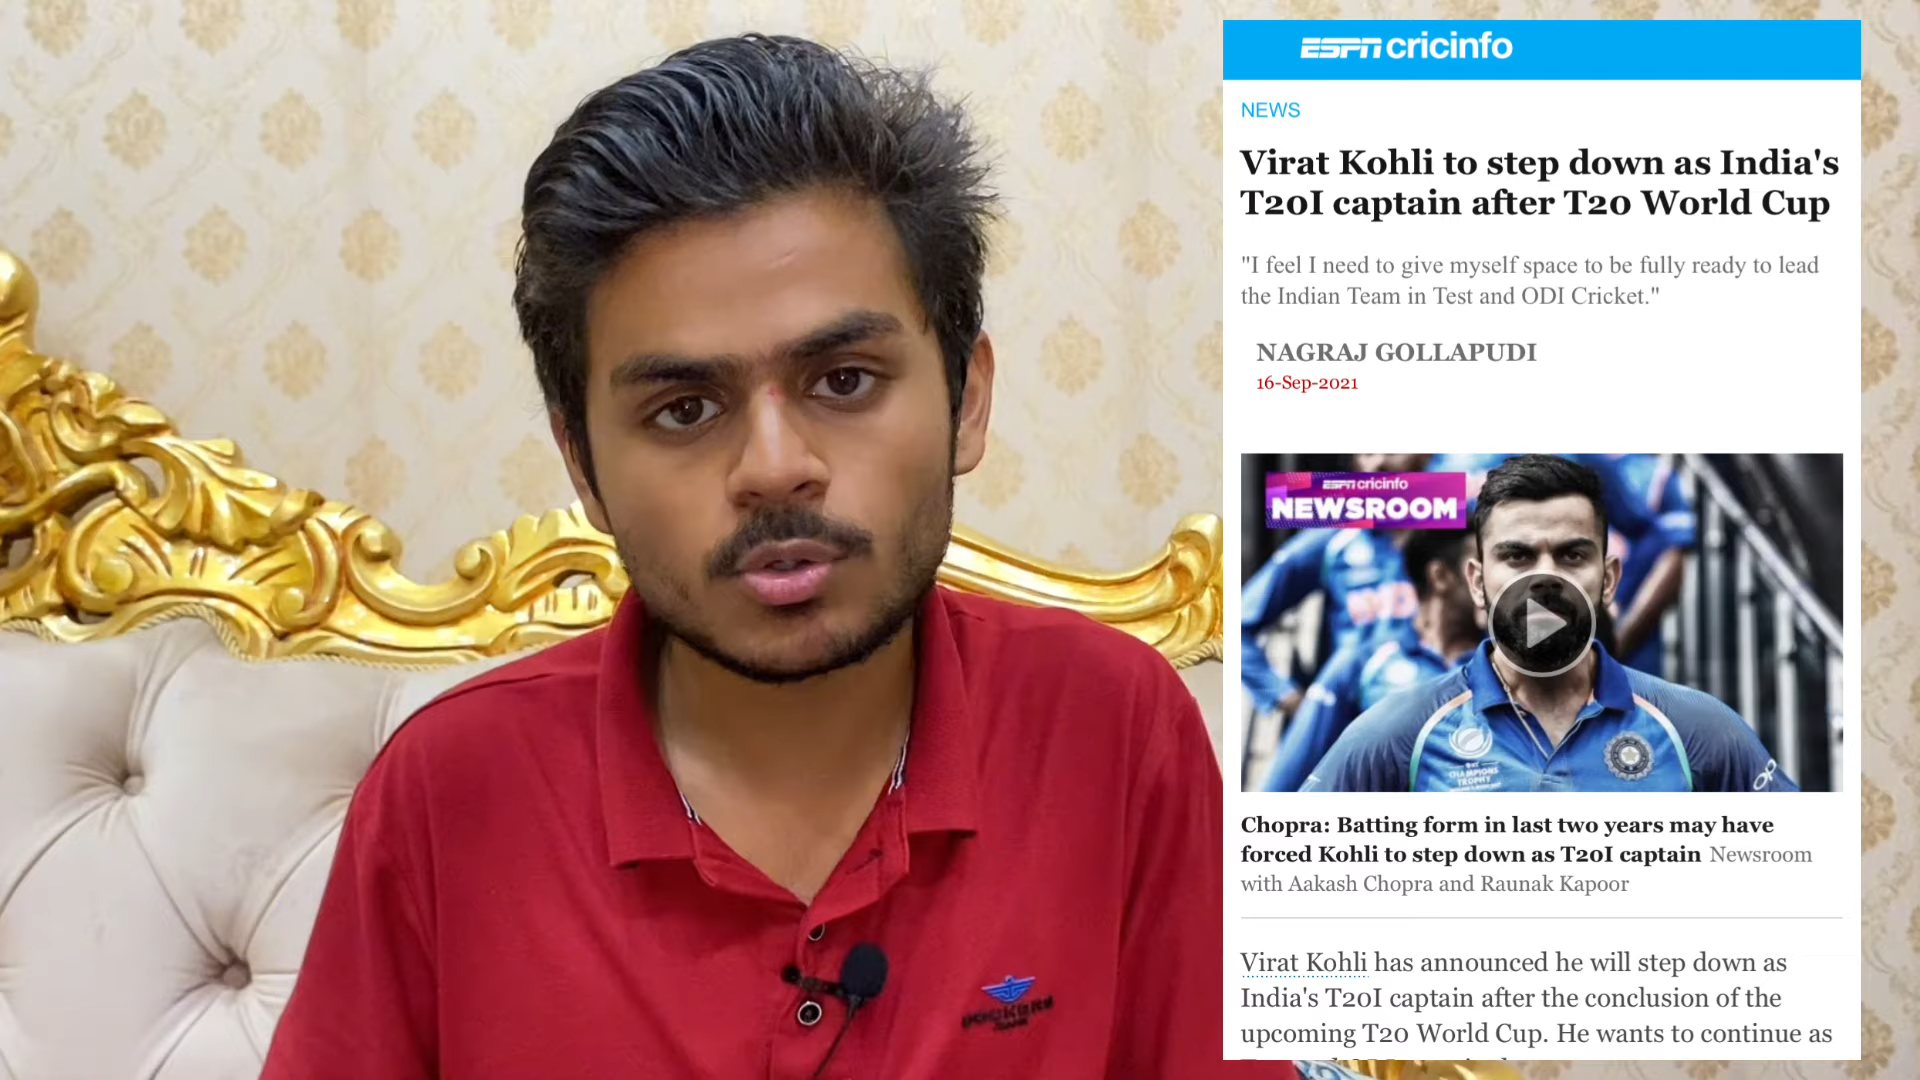 ESPN cricinfo
NEWS
Virat Kohli to step down as India's
T20I captain after T20 World Cup
"I feel I need to give myself space to be fully ready to lead
the Indian Team in Test and ODI Cricket."
NAGRAJ GOLLAPUDI
16-Sep-2021
ESPN cricinfo
NEWSROOM
CHAMPIONS
TROPHY
Chopra: Batting form in last two years may have
forced Kohli to step down as T20I captain Newsroom
with Aakash Chopra and Raunak Kapoor
Virat Kohli has announced he will step down as
India's T20I captain after the conclusion of the
upcoming T20 World Cup. He wants to continue as
DOCKERS